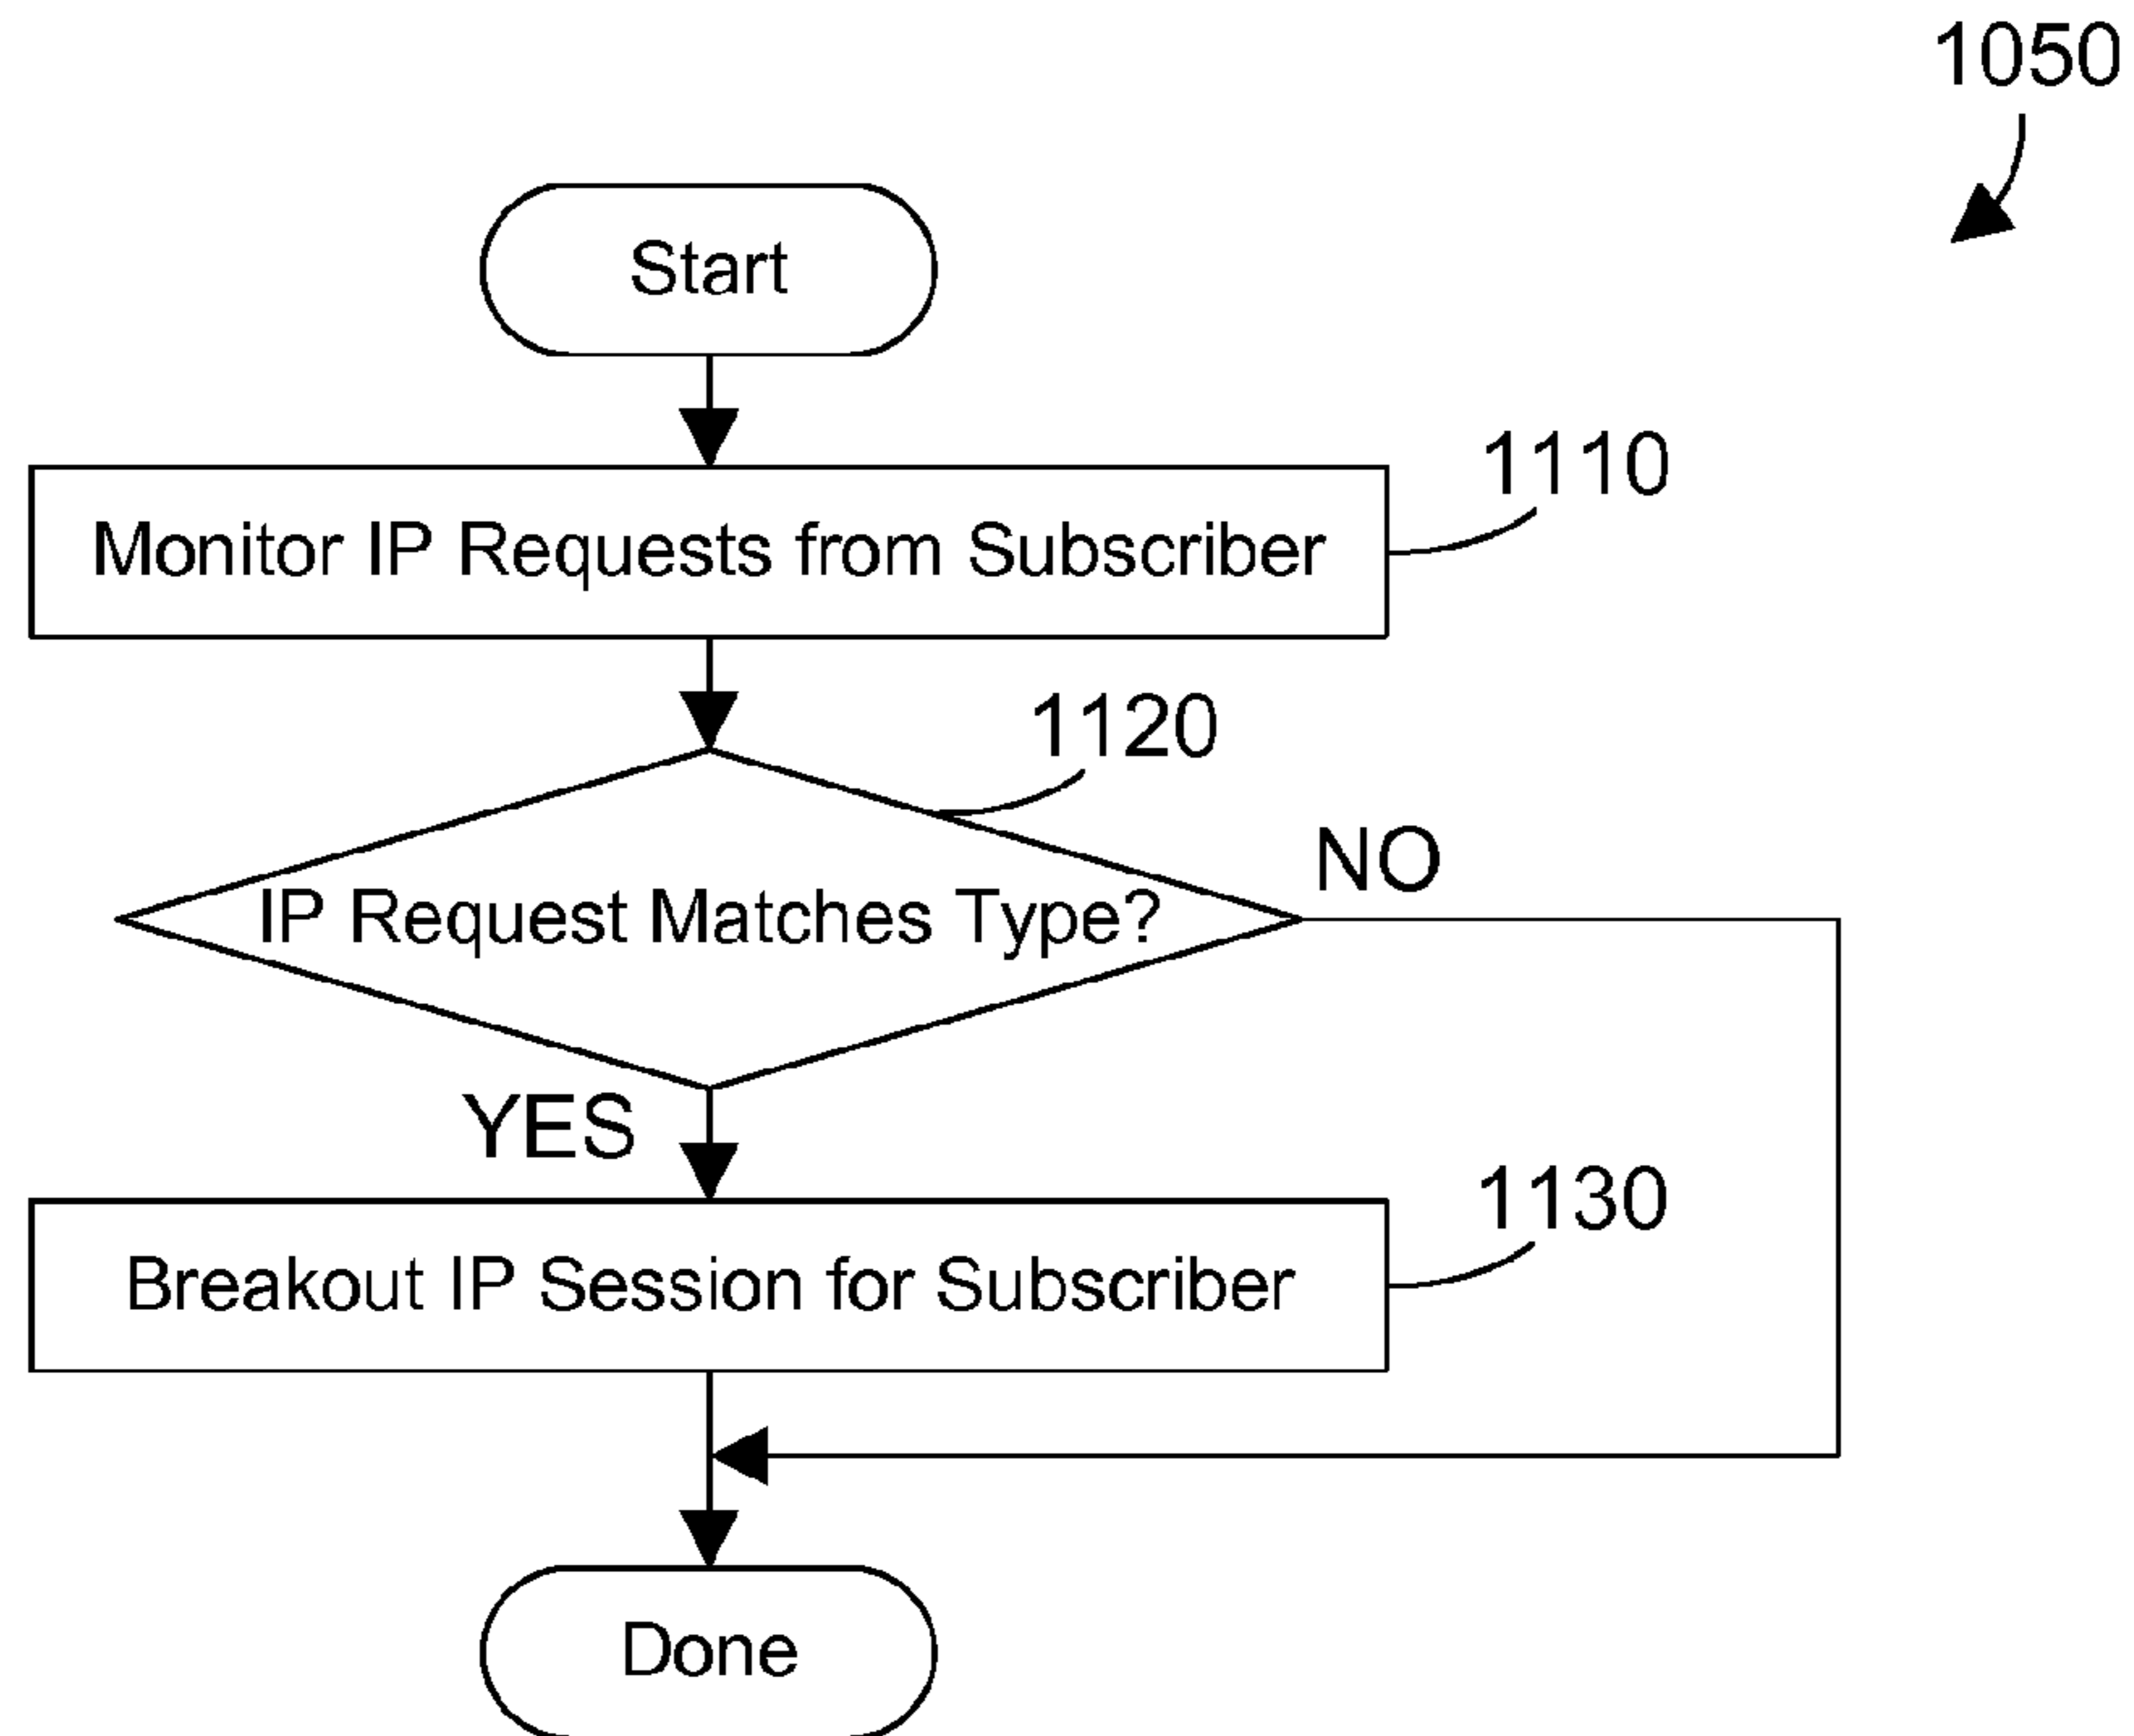 1050
Start
Monitor IP Requests from Subscriber
1110
1120
IP Request Matches Type?
NO
YES
Breakout IP Session for Subscriber
1130
Done